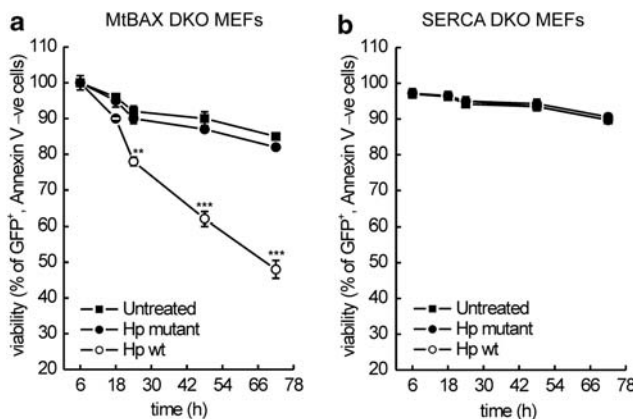 a
MtBAX DKO MEFs
viability (% of GFP⁺, Annexin V –ve cells)
110
100
90
80
70
60
50
40
30
20
**
***
***
Untreated
Hp mutant
Hp wt
6 18 30 42 54 66 78
time (h)
b
SERCA DKO MEFs
viability (% of GFP⁺, Annexin V –ve cells)
110
100
90
80
70
60
50
40
30
20
Untreated
Hp mutant
Hp wt
6 18 30 42 54 66 78
time (h)